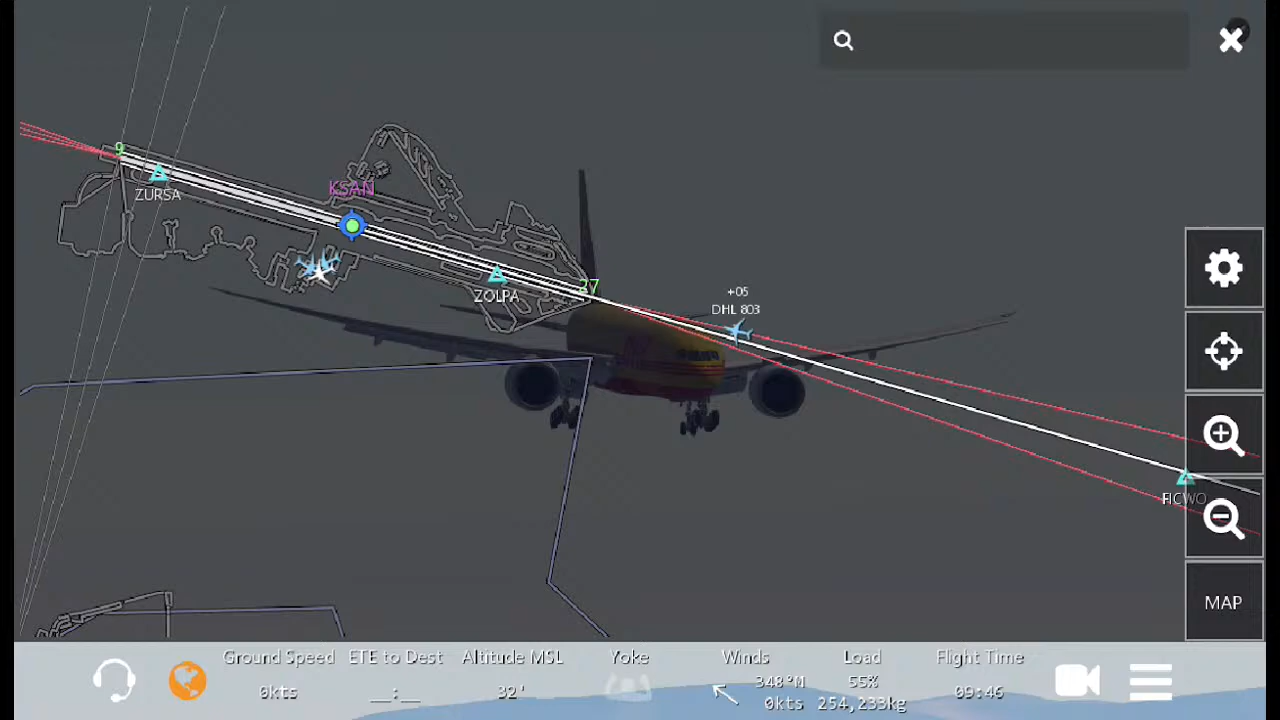 9
ZURSA
KSAN
ZOLPA
27
+05
DHL 803
FICWO
MAP
Ground Speed
0kts
ETE to Dest
__:__
Altitude MSL
32'
Yoke
Winds
348°M
0kts
Load
55%
254,233kg
Flight Time
09:46